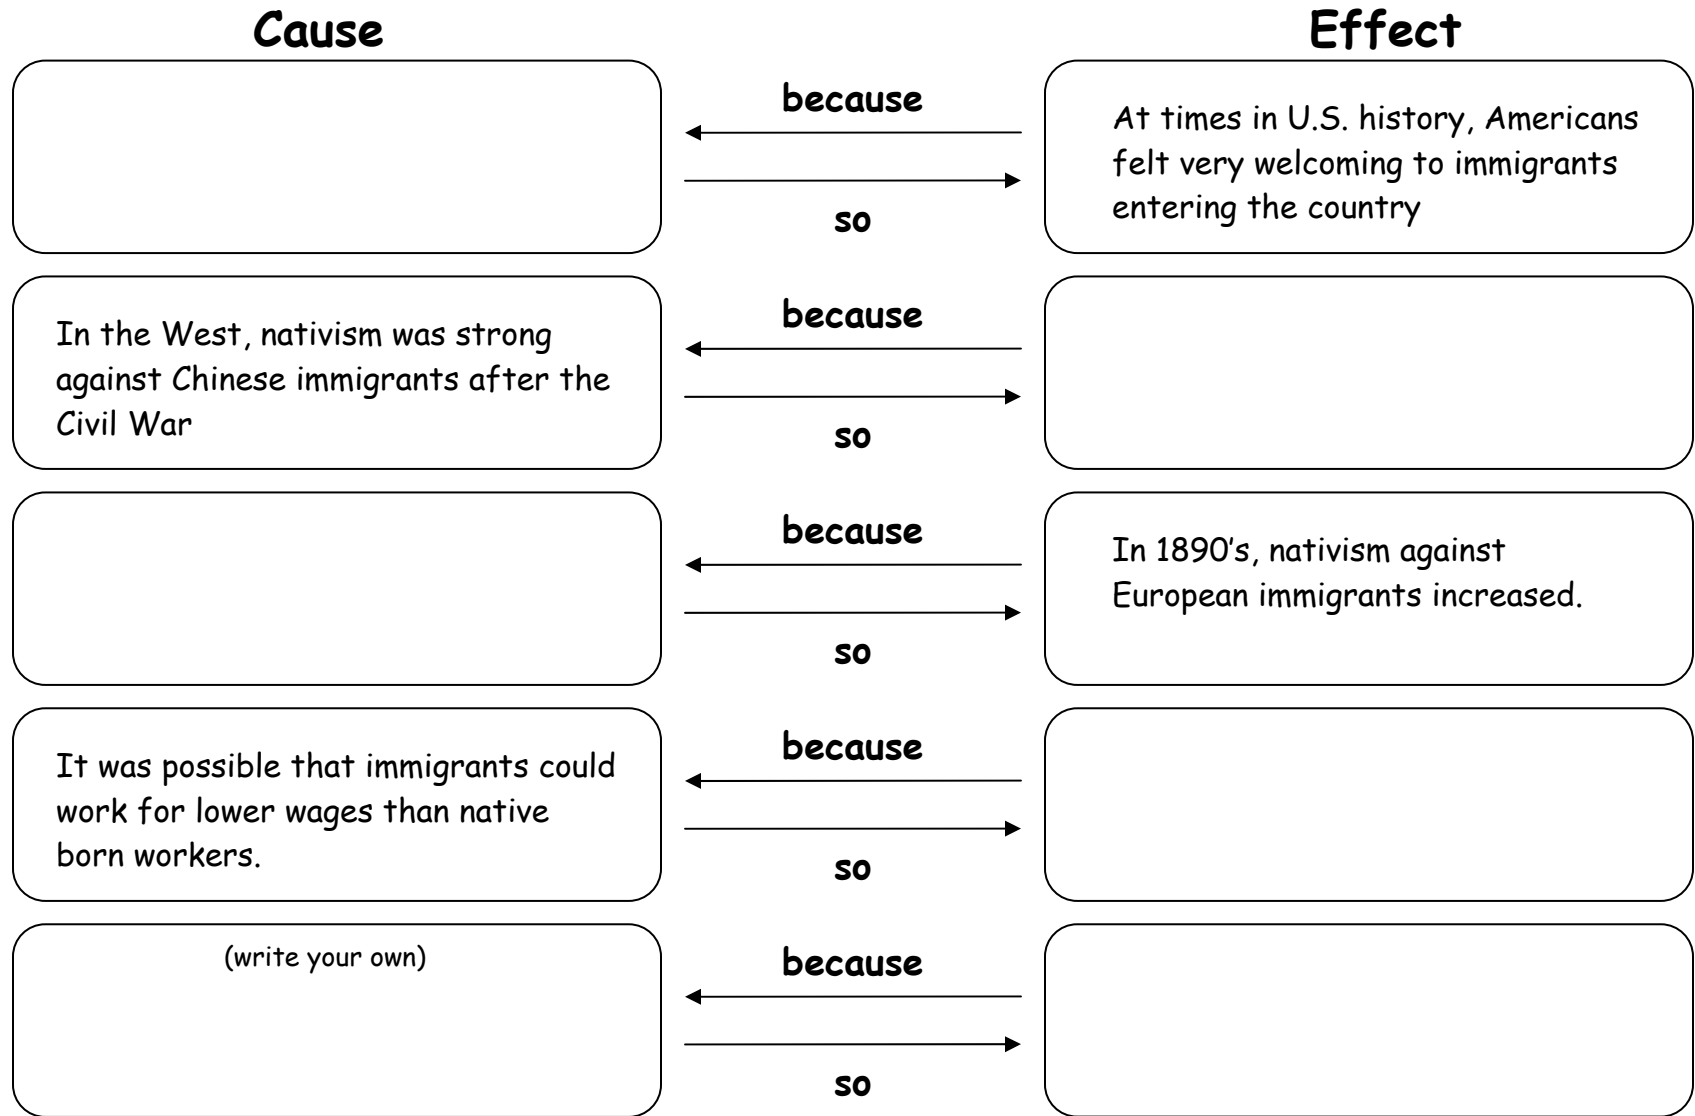 Cause
Effect
because
At times in U.S. history, Americans
felt very welcoming to immigrants
entering the country
so
In the West, nativism was strong
against Chinese immigrants after the
Civil War
because
so
because
In 1890's, nativism against
European immigrants increased.
so
It was possible that immigrants could
work for lower wages than native
born workers.
because
so
(write your own)
because
so